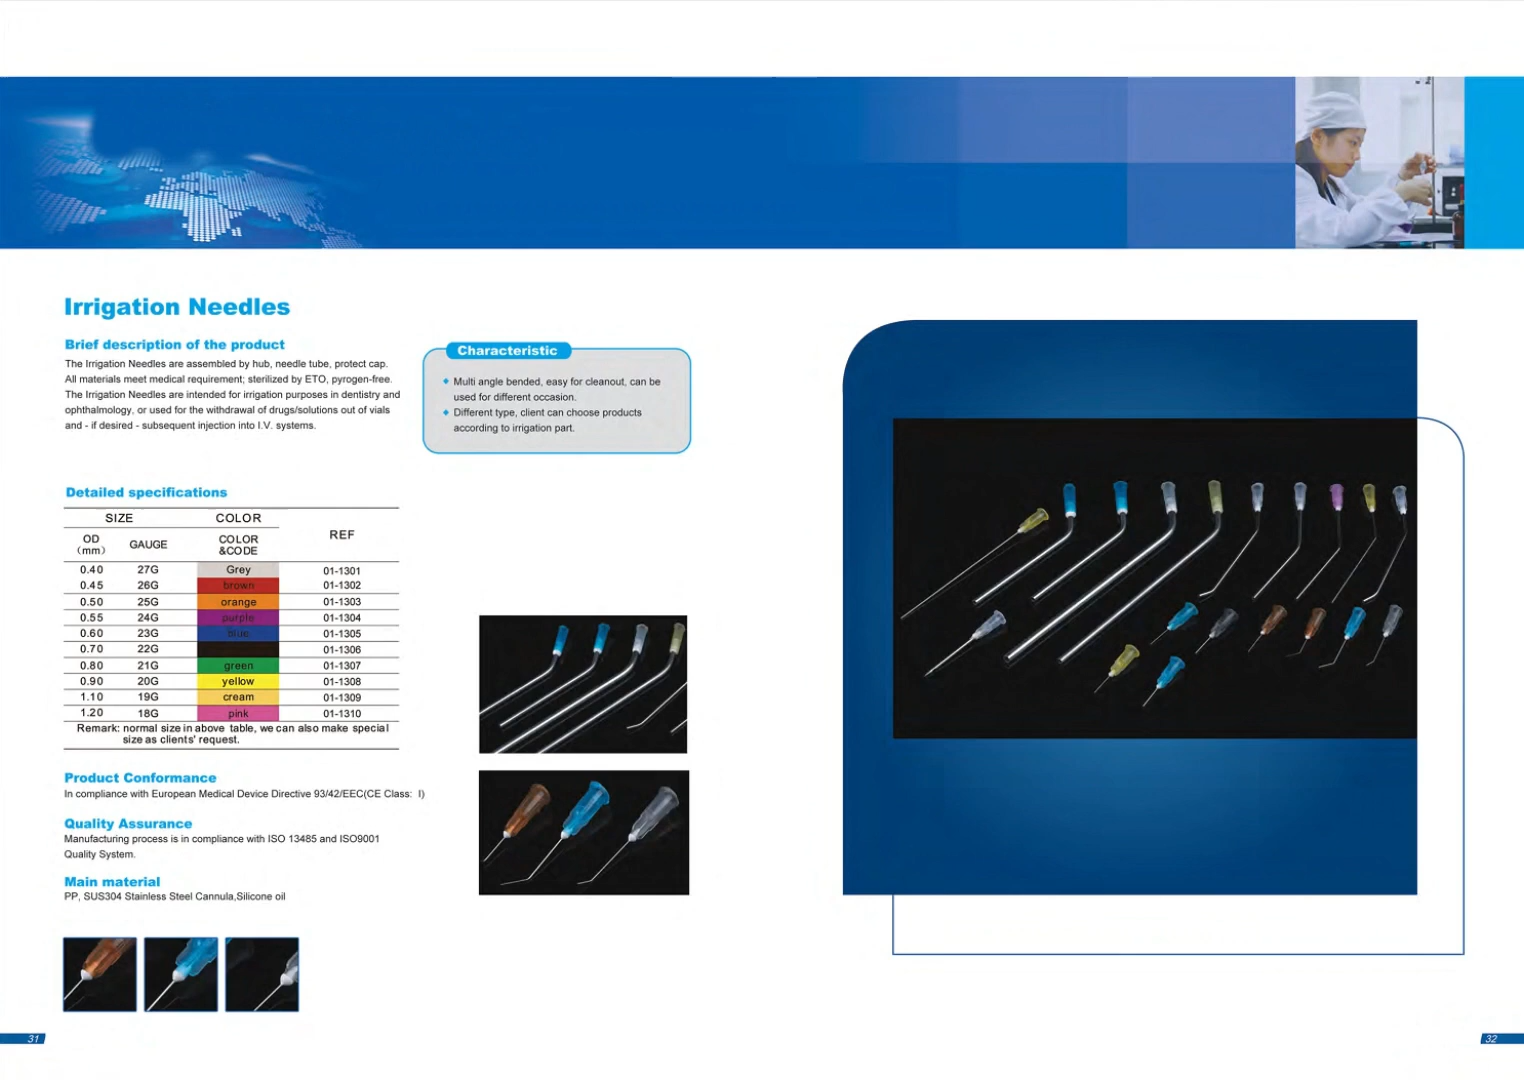 Irrigation Needles
Brief description of the product
The Irrigation Needles are assembled by hub, needle tube, protect cap.
All materials meet medical requirement; sterilized by ETO, pyrogen-free.
The Irrigation Needles are intended for irrigation purposes in dentistry and
ophthalmology, or used for the withdrawal of drugs/solutions out of vials
and - if desired - subsequent injection into I.V. systems.
Characteristic
Multi angle bended, easy for cleanout, can be
used for different occasion.
Different type, client can choose products
according to irrigation part.
Detailed specifications
SIZE COLOR REF
OD (mm) GAUGE COLOR &CODE
0.40 27G Grey 01-1301
0.45 26G brown 01-1302
0.50 25G orange 01-1303
0.55 24G purple 01-1304
0.60 23G blue 01-1305
0.70 22G 01-1306
0.80 21G green 01-1307
0.90 20G yellow 01-1308
1.10 19G cream 01-1309
1.20 18G pink 01-1310
Remark: normal size in above table, we can also make special
size as clients' request.
Product Conformance
In compliance with European Medical Device Directive 93/42/EEC(CE Class: I)
Quality Assurance
Manufacturing process is in compliance with ISO 13485 and ISO9001
Quality System.
Main material
PP, SUS304 Stainless Steel Cannula,Silicone oil
31
32